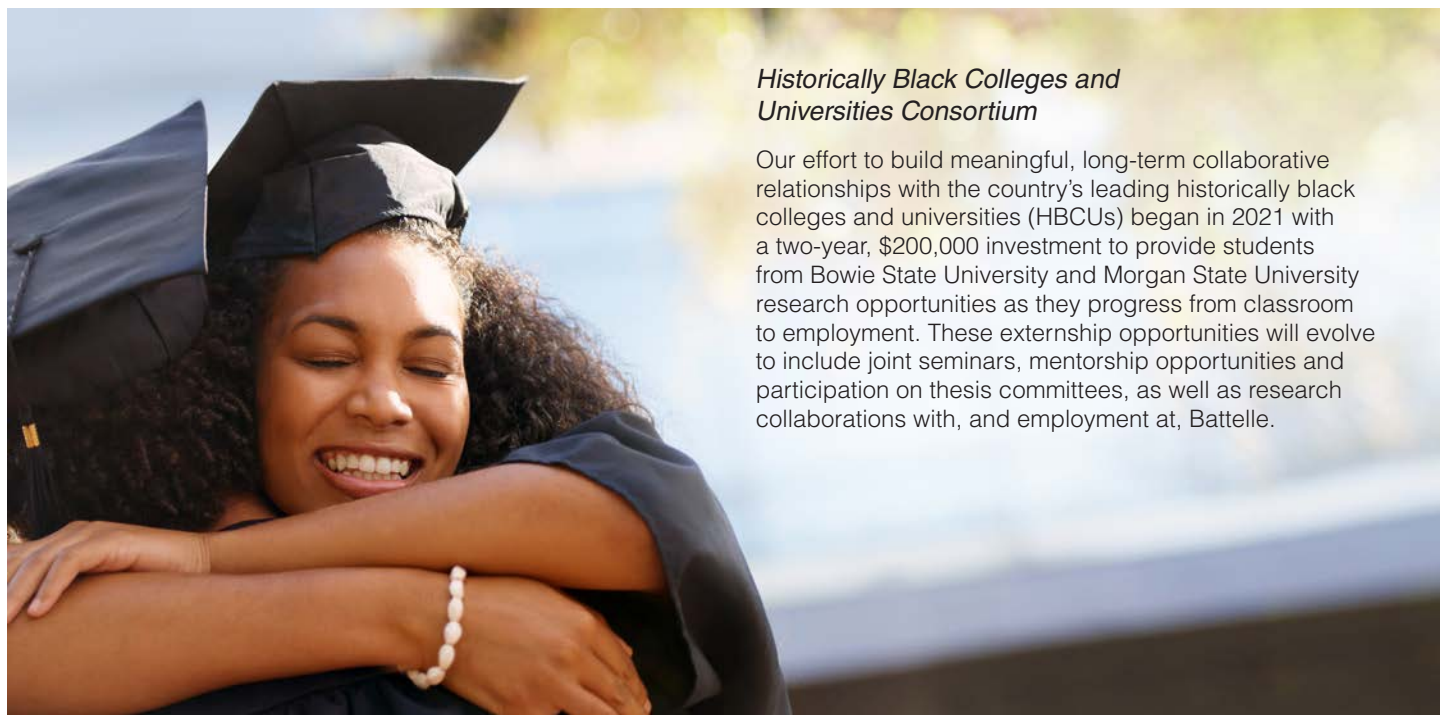 Historically Black Colleges and
Universities Consortium
Our effort to build meaningful, long-term collaborative
relationships with the country’s leading historically black
colleges and universities (HBCUs) began in 2021 with
a two-year, $200,000 investment to provide students
from Bowie State University and Morgan State University
research opportunities as they progress from classroom
to employment. These externship opportunities will evolve
to include joint seminars, mentorship opportunities and
participation on thesis committees, as well as research
collaborations with, and employment at, Battelle.